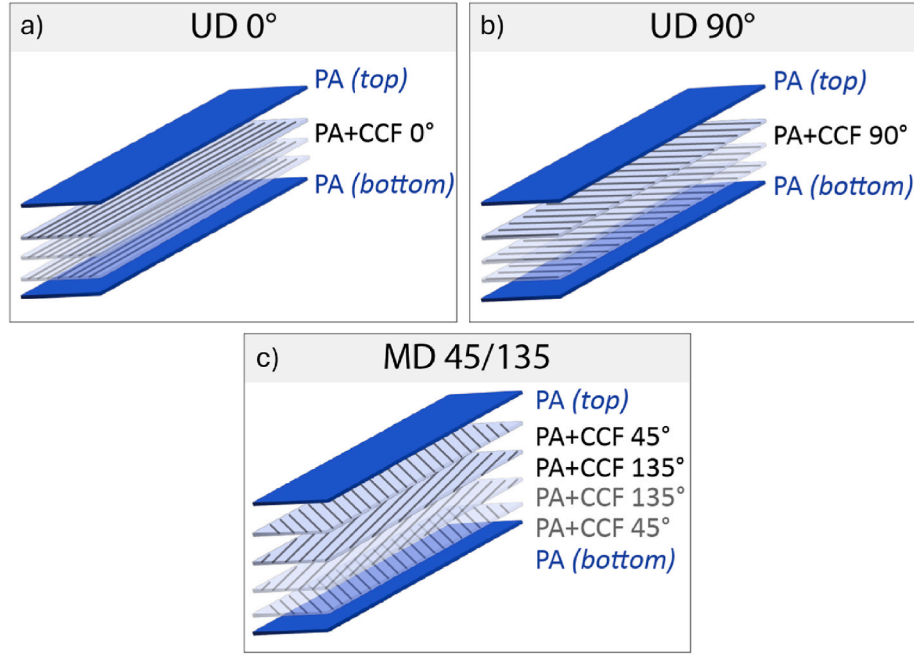 a) UD 0°
PA (top)
PA+CCF 0°
PA (bottom)
b) UD 90°
PA (top)
PA+CCF 90°
PA (bottom)
c) MD 45/135
PA (top)
PA+CCF 45°
PA+CCF 135°
PA+CCF 135°
PA+CCF 45°
PA (bottom)